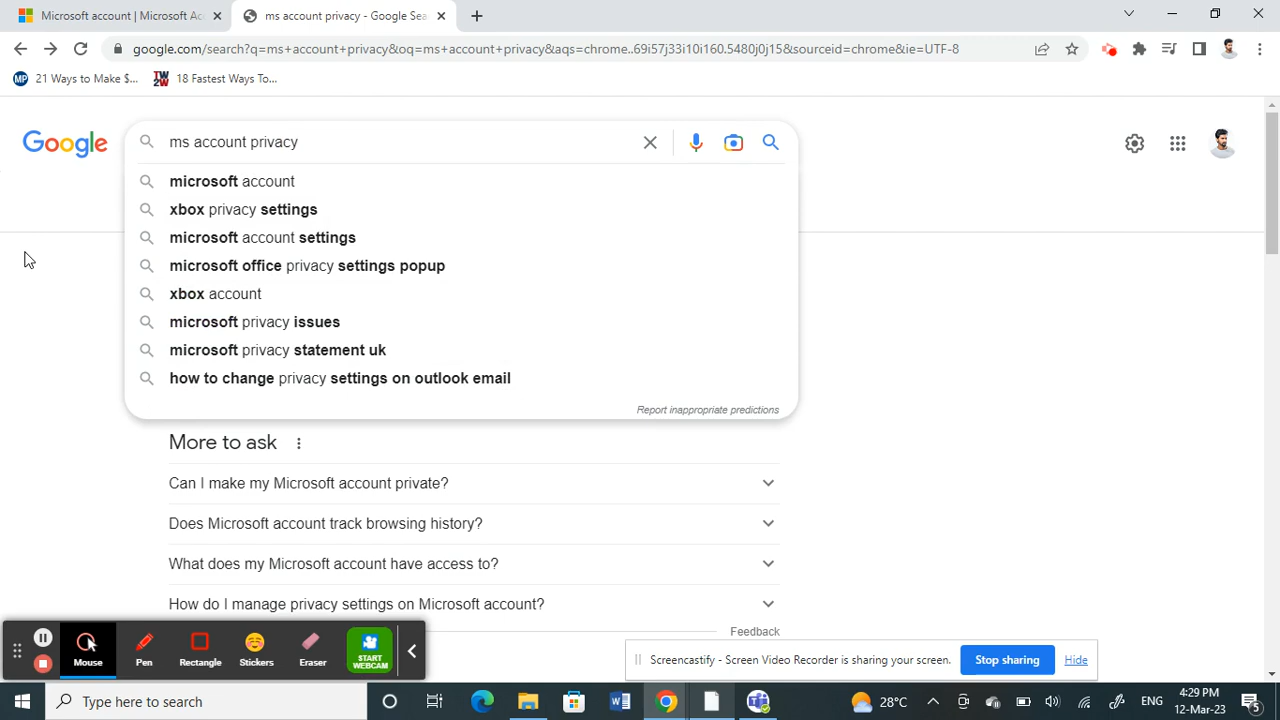 Microsoft account | Microsoft Ac
ms account privacy - Google Sea
google.com/search?q=ms+account+privacy&oq=ms+account+privacy&aqs=chrome..69i57j33i10i160.5480j0j15&sourceid=chrome&ie=UTF-8
MP 21 Ways to Make $...
TW 2W 18 Fastest Ways To...
Google
ms account privacy
microsoft account
xbox privacy settings
microsoft account settings
microsoft office privacy settings popup
xbox account
microsoft privacy issues
microsoft privacy statement uk
how to change privacy settings on outlook email
Report inappropriate predictions
More to ask
Can I make my Microsoft account private?
Does Microsoft account track browsing history?
What does my Microsoft account have access to?
How do I manage privacy settings on Microsoft account?
Feedback
Mouse
Pen
Rectangle
Stickers
Eraser
START
WEBCAM
Screencastify - Screen Video Recorder is sharing your screen.
Stop sharing
Hide
Type here to search
28°C
ENG
4:29 PM
12-Mar-23
5